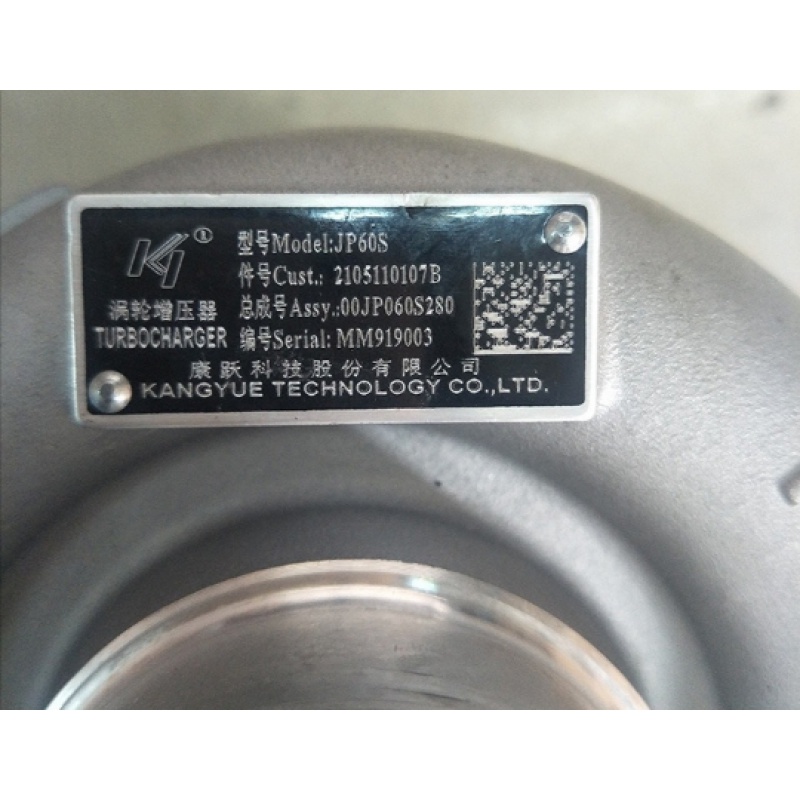 KJ ①
涡轮增压器
TURBOCHARGER
型号Model:JP60S
件号Cust.: 2105110107B
总成号Assy.:00JP060S280
编号Serial: MM919003
康跃科技股份有限公司
KANGYUE TECHNOLOGY CO.,LTD.